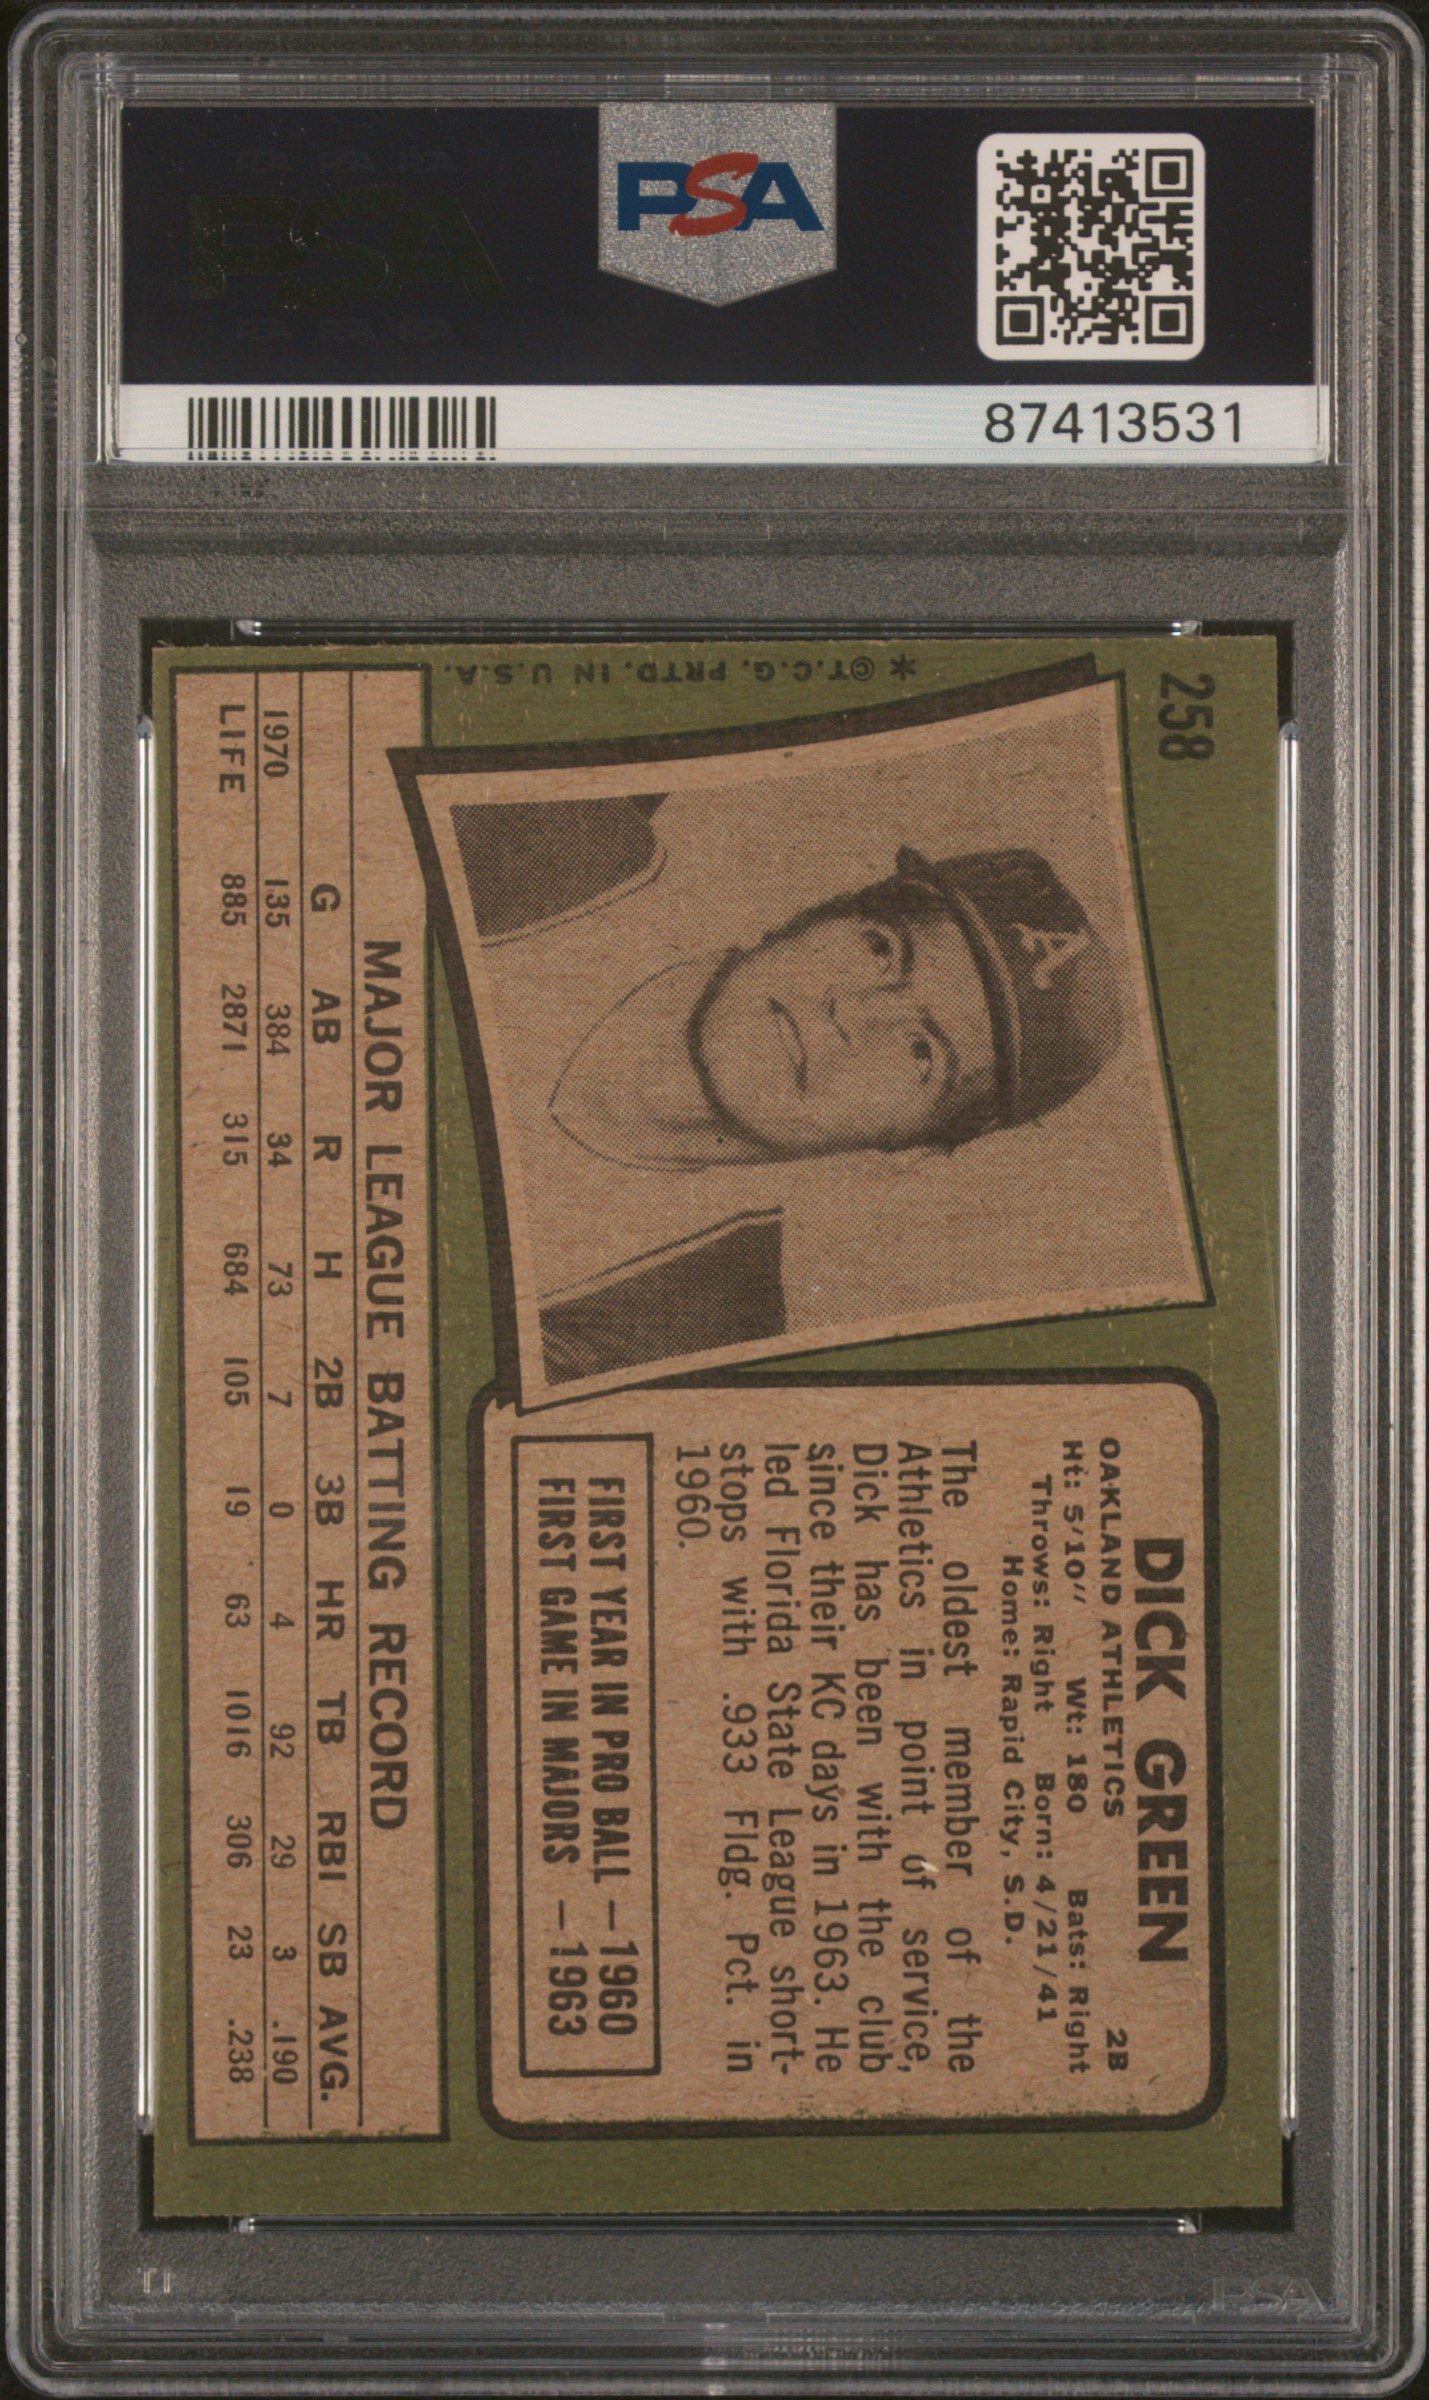 PSA
PSA
87413531
258
*©T.C.G. PRTD. IN U.S.A.
A
DICK GREEN
OAKLAND ATHLETICS 2B
Ht: 5'10" Wt: 180 Bats: Right
Throws: Right Born: 4/21/41
Home: Rapid City, S.D.
The oldest member of the
Athletics in point of service,
Dick has been with the club
since their KC days in 1963. He
led Florida State League short-
stops with .933 Fldg. Pct. in
1960.
FIRST YEAR IN PRO BALL — 1960
FIRST GAME IN MAJORS — 1963
MAJOR LEAGUE BATTING RECORD
G AB R H 2B 3B HR TB RBI SB AVG.
1970 135 384 34 73 7 0 4 92 29 3 .190
LIFE 885 2871 315 684 105 19 63 1016 306 23 .238
PSA